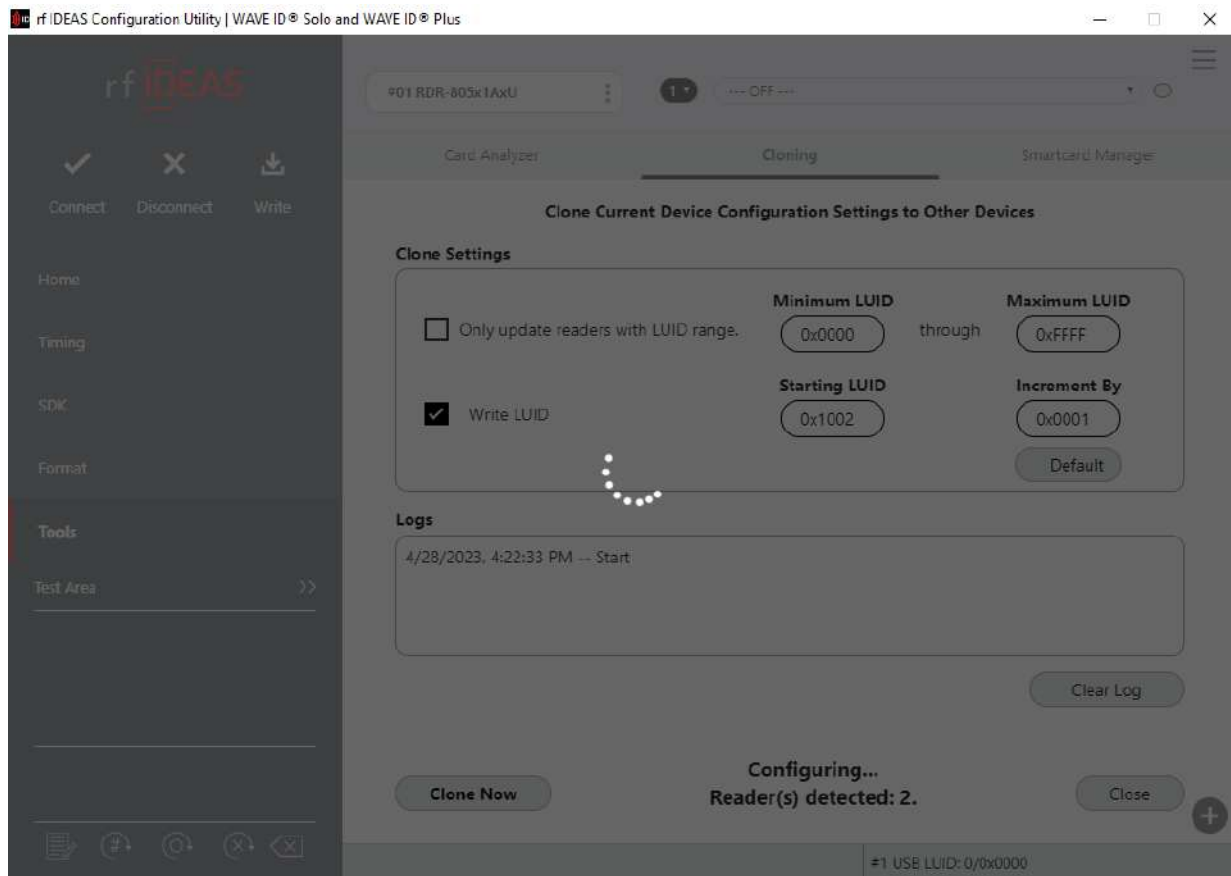 rf IDEAS Configuration Utility | WAVE ID® Solo and WAVE ID® Plus
rf IDEAS
Connect Disconnect Write
Home
Timing
SDK
Format
Tools
Test Area >>
#01 RDR-805x1AxU
1
--- OFF ---
Card Analyzer Cloning Smartcard Manager
Clone Current Device Configuration Settings to Other Devices
Clone Settings
Minimum LUID Maximum LUID
Only update readers with LUID range. 0x0000 through 0xFFFF
Starting LUID Increment By
Write LUID 0x1002 0x0001
Default
Logs
4/28/2023, 4:22:33 PM -- Start
Clear Log
Clone Now
Configuring...
Reader(s) detected: 2.
Close
#1 USB LUID: 0/0x0000